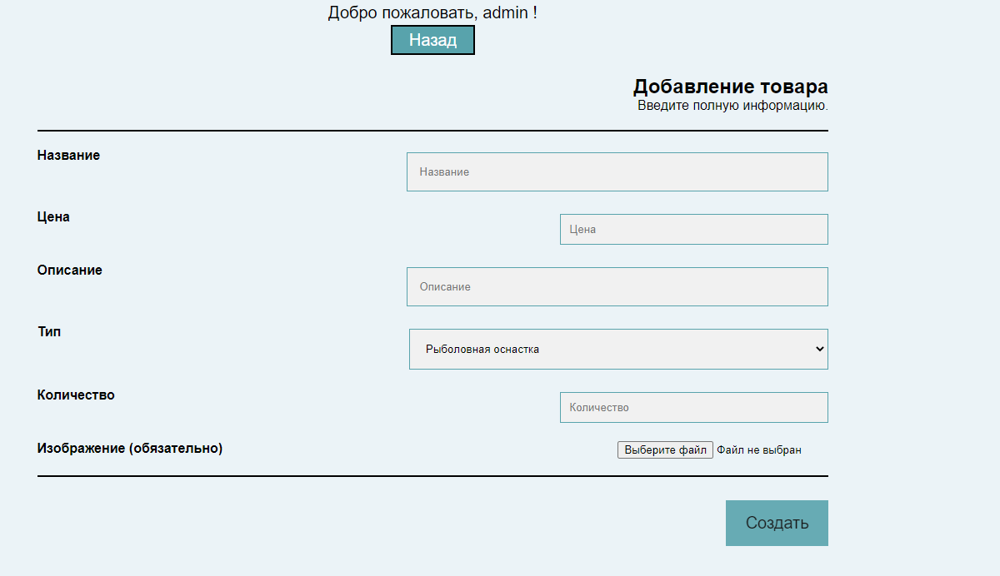 Добро пожаловать, admin !
Назад
Добавление товара
Введите полную информацию.
Название
Название
Цена
Цена
Описание
Описание
Тип
Рыболовная оснастка
Количество
Количество
Изображение (обязательно)
Выберите файл Файл не выбран
Создать